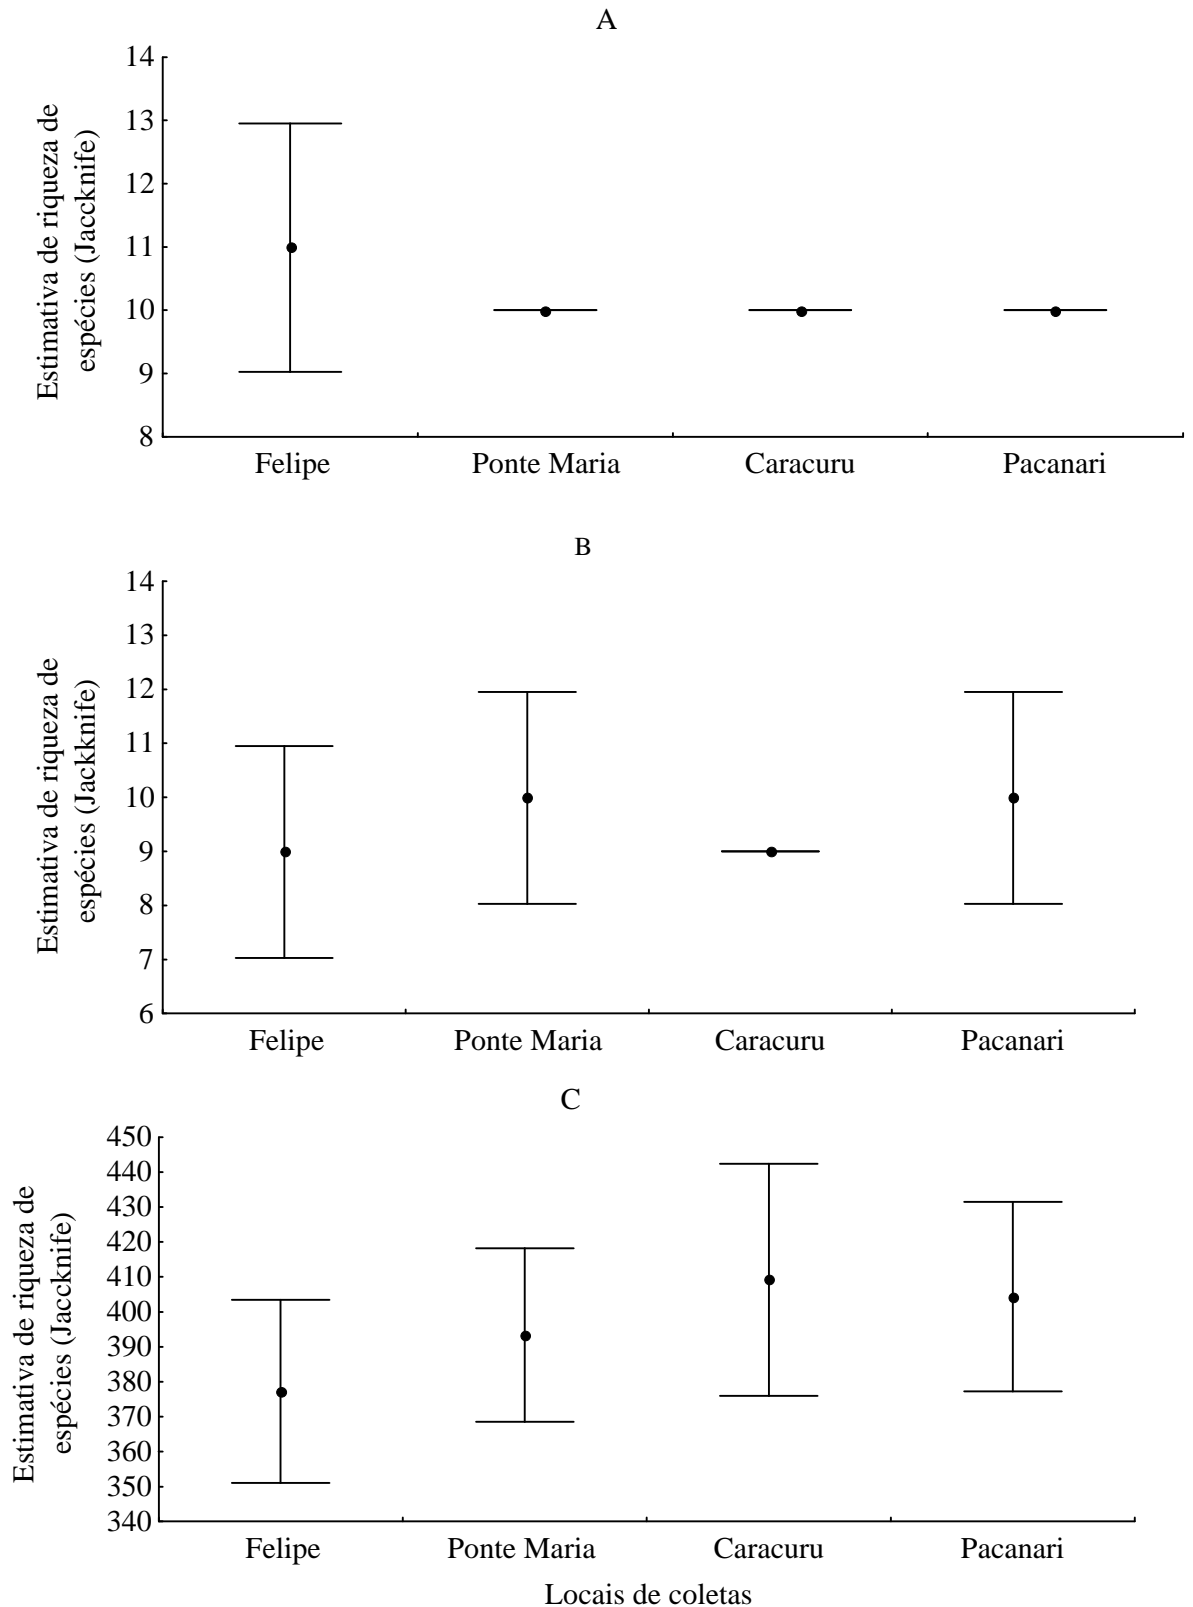 A
Estimativa de riqueza de
espécies (Jaccknife)
14
13
12
11
10
9
8
Felipe
Ponte Maria
Caracuru
Pacanari
B
Estimativa de riqueza de
espécies (Jackknife)
14
13
12
11
10
9
8
7
6
Felipe
Ponte Maria
Caracuru
Pacanari
C
Estimativa de riqueza de
espécies (Jaccknife)
450
440
430
420
410
400
390
380
370
360
350
340
Felipe
Ponte Maria
Caracuru
Pacanari
Locais de coletas